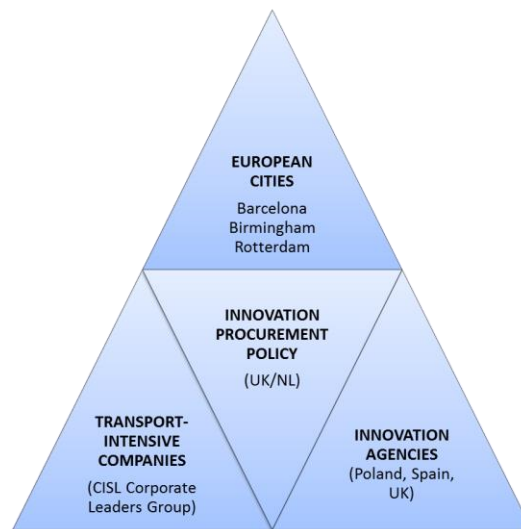 EUROPEAN
CITIES
Barcelona
Birmingham
Rotterdam
INNOVATION
PROCUREMENT
POLICY
(UK/NL)
TRANSPORT-
INTENSIVE
COMPANIES
(CISL Corporate
Leaders Group)
INNOVATION
AGENCIES
(Poland, Spain,
UK)